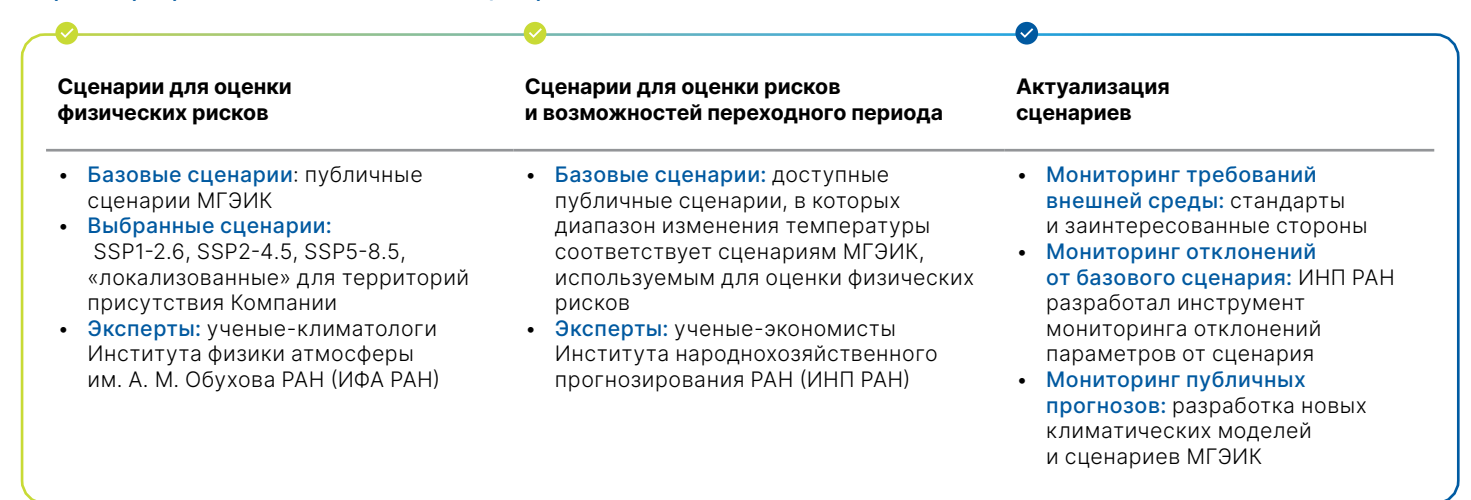 Сценарии для оценки
физических рисков
• Базовые сценарии: публичные
сценарии МГЭИК
• Выбранные сценарии:
SSP1-2.6, SSP2-4.5, SSP5-8.5,
«локализованные» для территорий
присутствия Компании
• Эксперты: ученые-климатологи
Института физики атмосферы
им. А. М. Обухова РАН (ИФА РАН)
Сценарии для оценки рисков
и возможностей переходного периода
• Базовые сценарии: доступные
публичные сценарии, в которых
диапазон изменения температуры
соответствует сценариям МГЭИК,
используемым для оценки физических
рисков
• Эксперты: ученые-экономисты
Института народнохозяйственного
прогнозирования РАН (ИНП РАН)
Актуализация
сценариев
• Мониторинг требований
внешней среды: стандарты
и заинтересованные стороны
• Мониторинг отклонений
от базового сценария: ИНП РАН
разработал инструмент
мониторинга отклонений
параметров от сценария
• Мониторинг публичных
прогнозов: разработка новых
климатических моделей
и сценариев МГЭИК